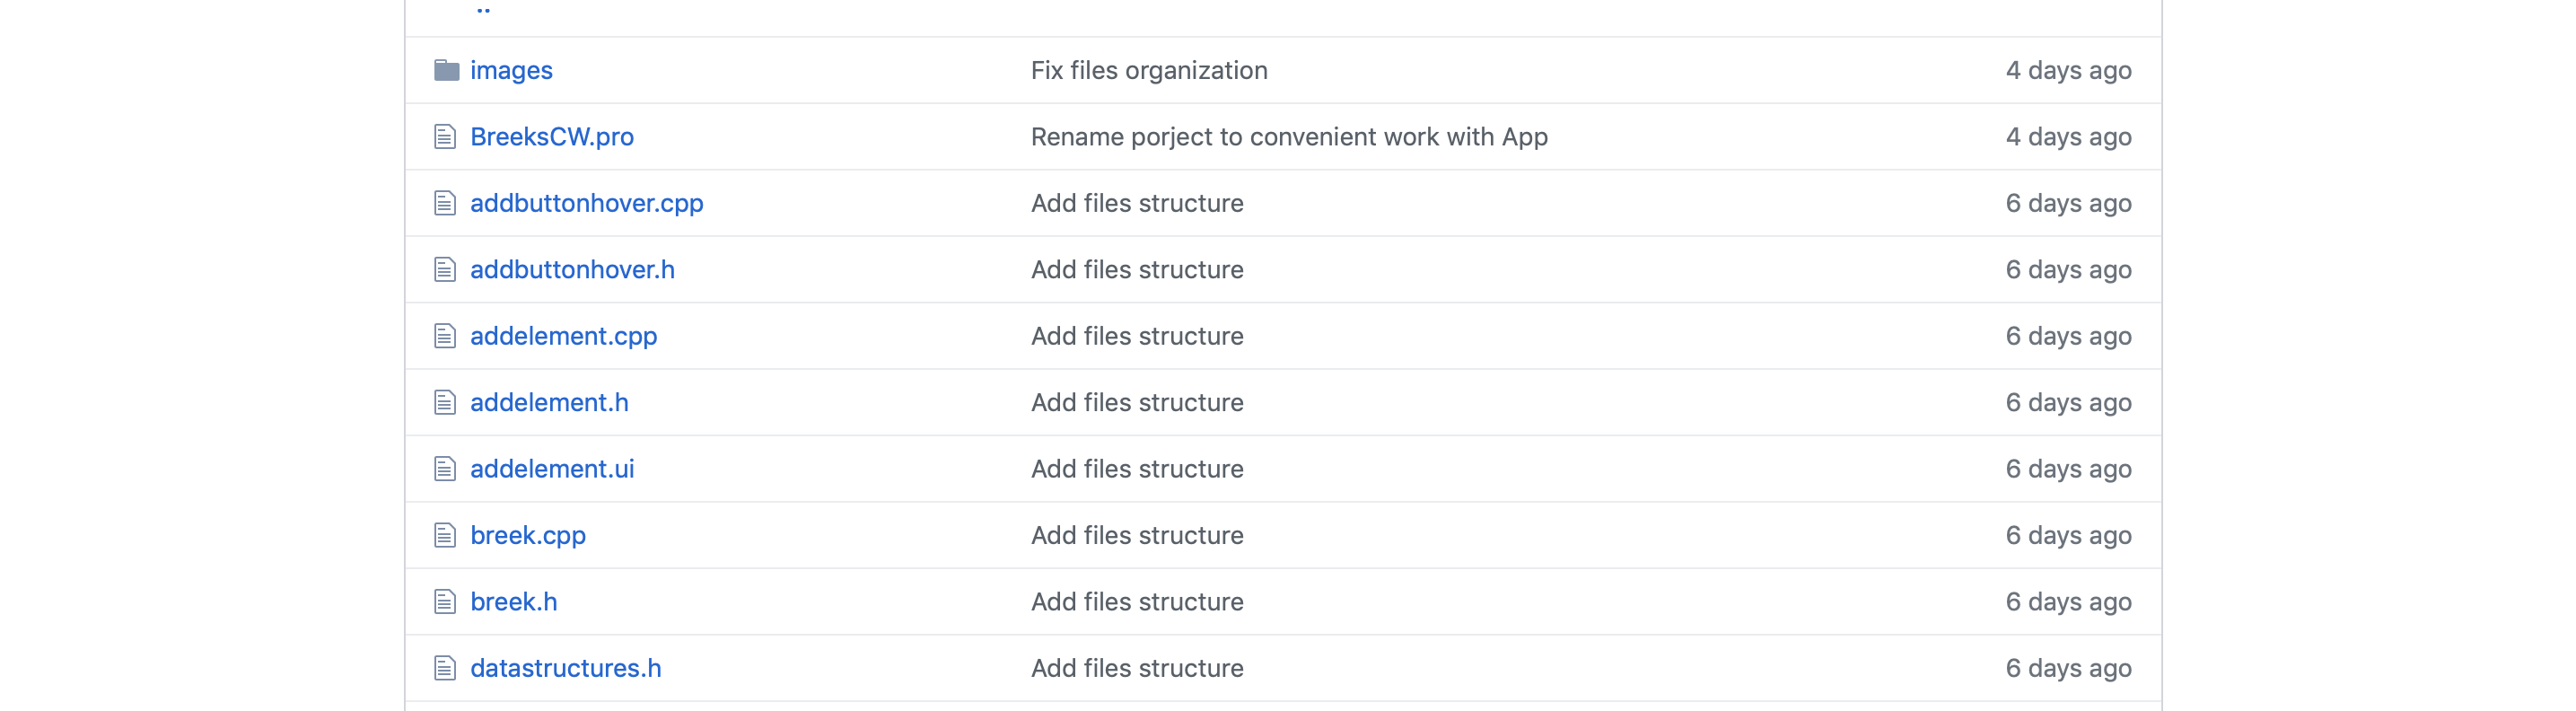 ..
images Fix files organization 4 days ago
BreeksCW.pro Rename porject to convenient work with App 4 days ago
addbuttonhover.cpp Add files structure 6 days ago
addbuttonhover.h Add files structure 6 days ago
addelement.cpp Add files structure 6 days ago
addelement.h Add files structure 6 days ago
addelement.ui Add files structure 6 days ago
breek.cpp Add files structure 6 days ago
breek.h Add files structure 6 days ago
datastructures.h Add files structure 6 days ago